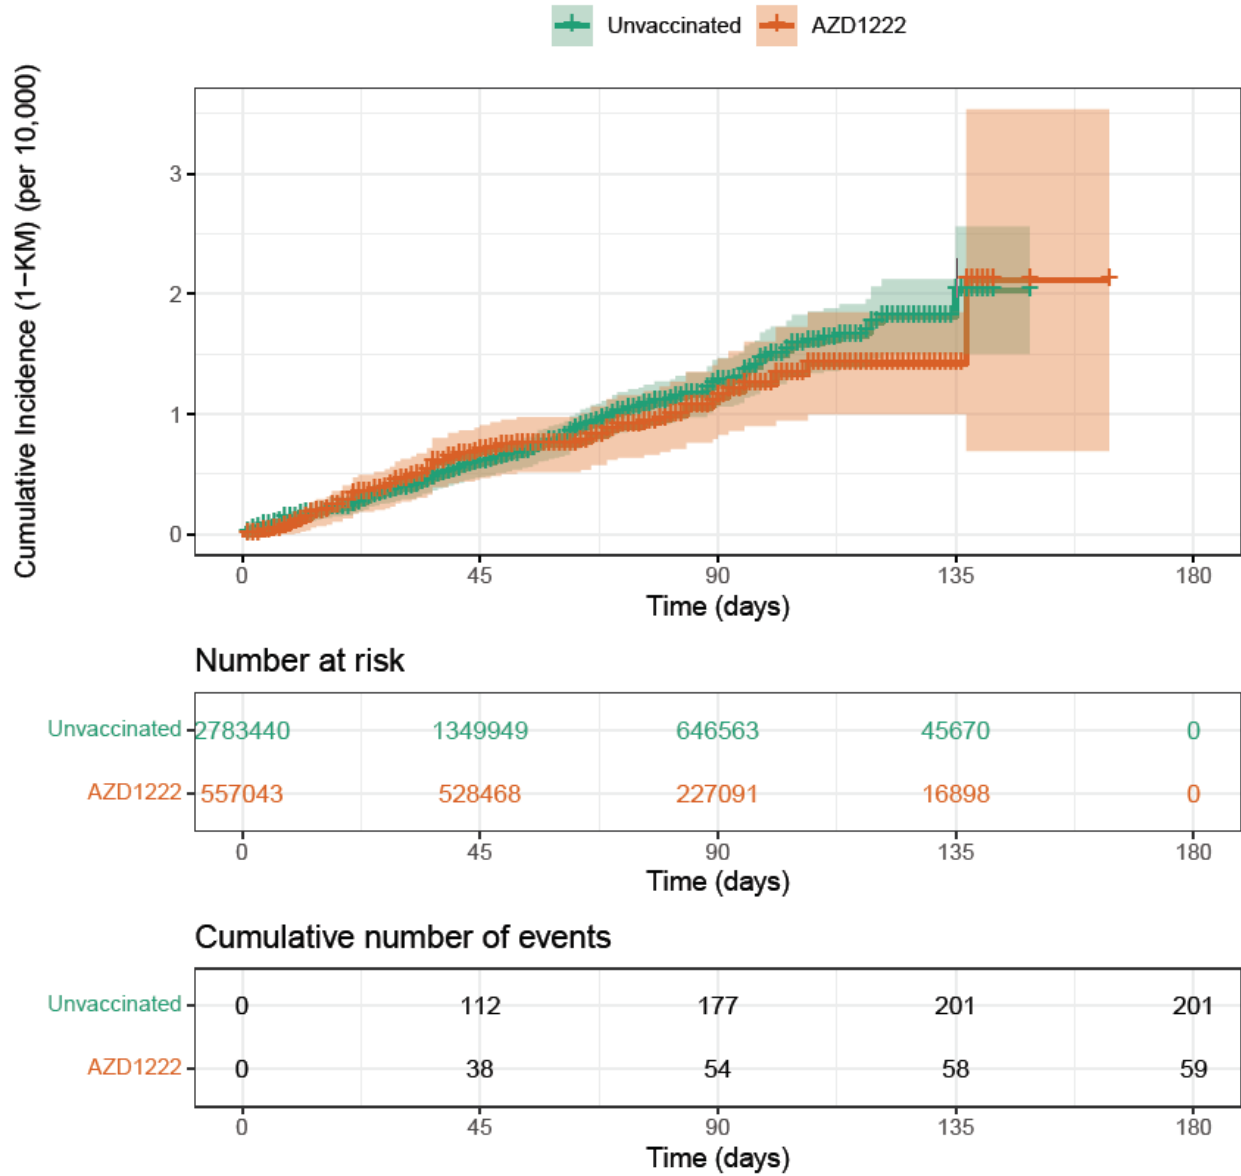 Unvaccinated AZD1222
Cumulative Incidence (1−KM) (per 10,000)
3
2
1
0
0 45 90 135 180
Time (days)
Number at risk
Unvaccinated 2783440 1349949 646563 45670 0
AZD1222 557043 528468 227091 16898 0
0 45 90 135 180
Time (days)
Cumulative number of events
Unvaccinated 0 112 177 201 201
AZD1222 0 38 54 58 59
0 45 90 135 180
Time (days)